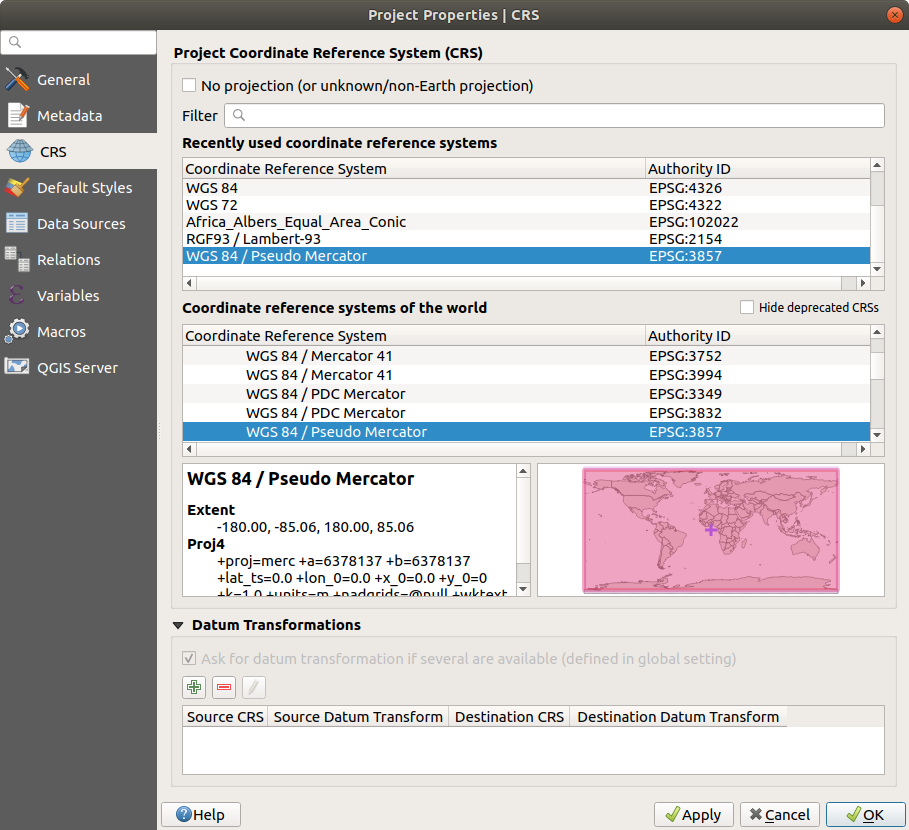 Project Properties | CRS
General
Metadata
CRS
Default Styles
Data Sources
Relations
Variables
Macros
QGIS Server
Project Coordinate Reference System (CRS)
No projection (or unknown/non-Earth projection)
Filter
Recently used coordinate reference systems
Coordinate Reference System Authority ID
WGS 84 EPSG:4326
WGS 72 EPSG:4322
Africa_Albers_Equal_Area_Conic EPSG:102022
RGF93 / Lambert-93 EPSG:2154
WGS 84 / Pseudo Mercator EPSG:3857
Coordinate reference systems of the world Hide deprecated CRSs
Coordinate Reference System Authority ID
WGS 84 / Mercator 41 EPSG:3752
WGS 84 / Mercator 41 EPSG:3994
WGS 84 / PDC Mercator EPSG:3349
WGS 84 / PDC Mercator EPSG:3832
WGS 84 / Pseudo Mercator EPSG:3857
WGS 84 / Pseudo Mercator
Extent
-180.00, -85.06, 180.00, 85.06
Proj4
+proj=merc +a=6378137 +b=6378137
+lat_ts=0.0 +lon_0=0.0 +x_0=0.0 +y_0=0
+k=1.0 +units=m +nadgrids=@null +wktext
Datum Transformations
Ask for datum transformation if several are available (defined in global setting)
Source CRS Source Datum Transform Destination CRS Destination Datum Transform
Help Apply Cancel OK